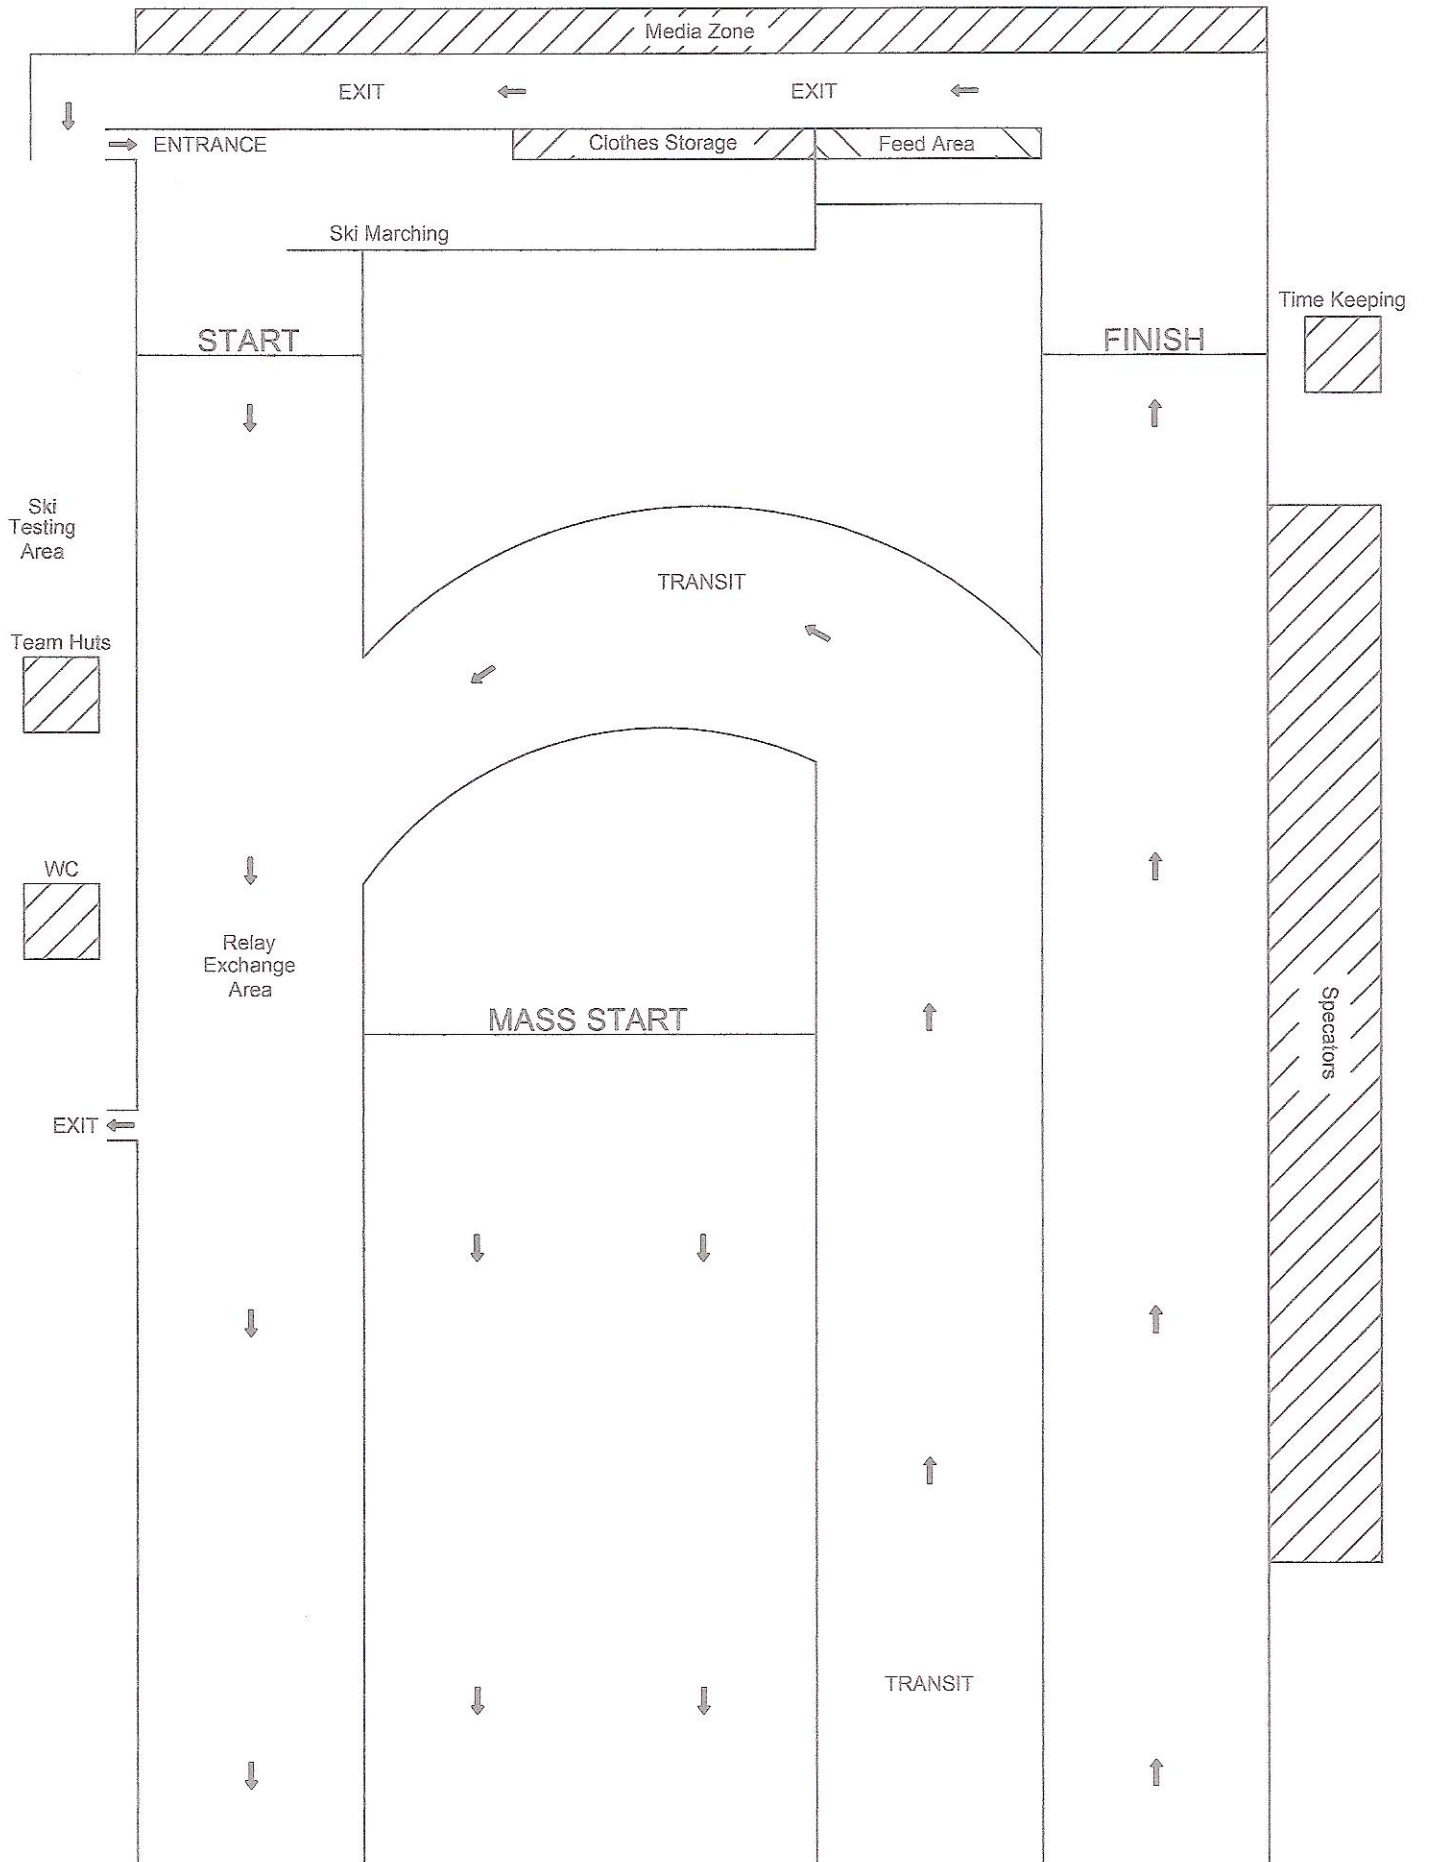 Media Zone
EXIT
EXIT
ENTRANCE
Clothes Storage
Feed Area
Ski Marching
Time Keeping
START
FINISH
Ski
Testing
Area
TRANSIT
Team Huts
WC
Relay
Exchange
Area
MASS START
Specators
EXIT
TRANSIT